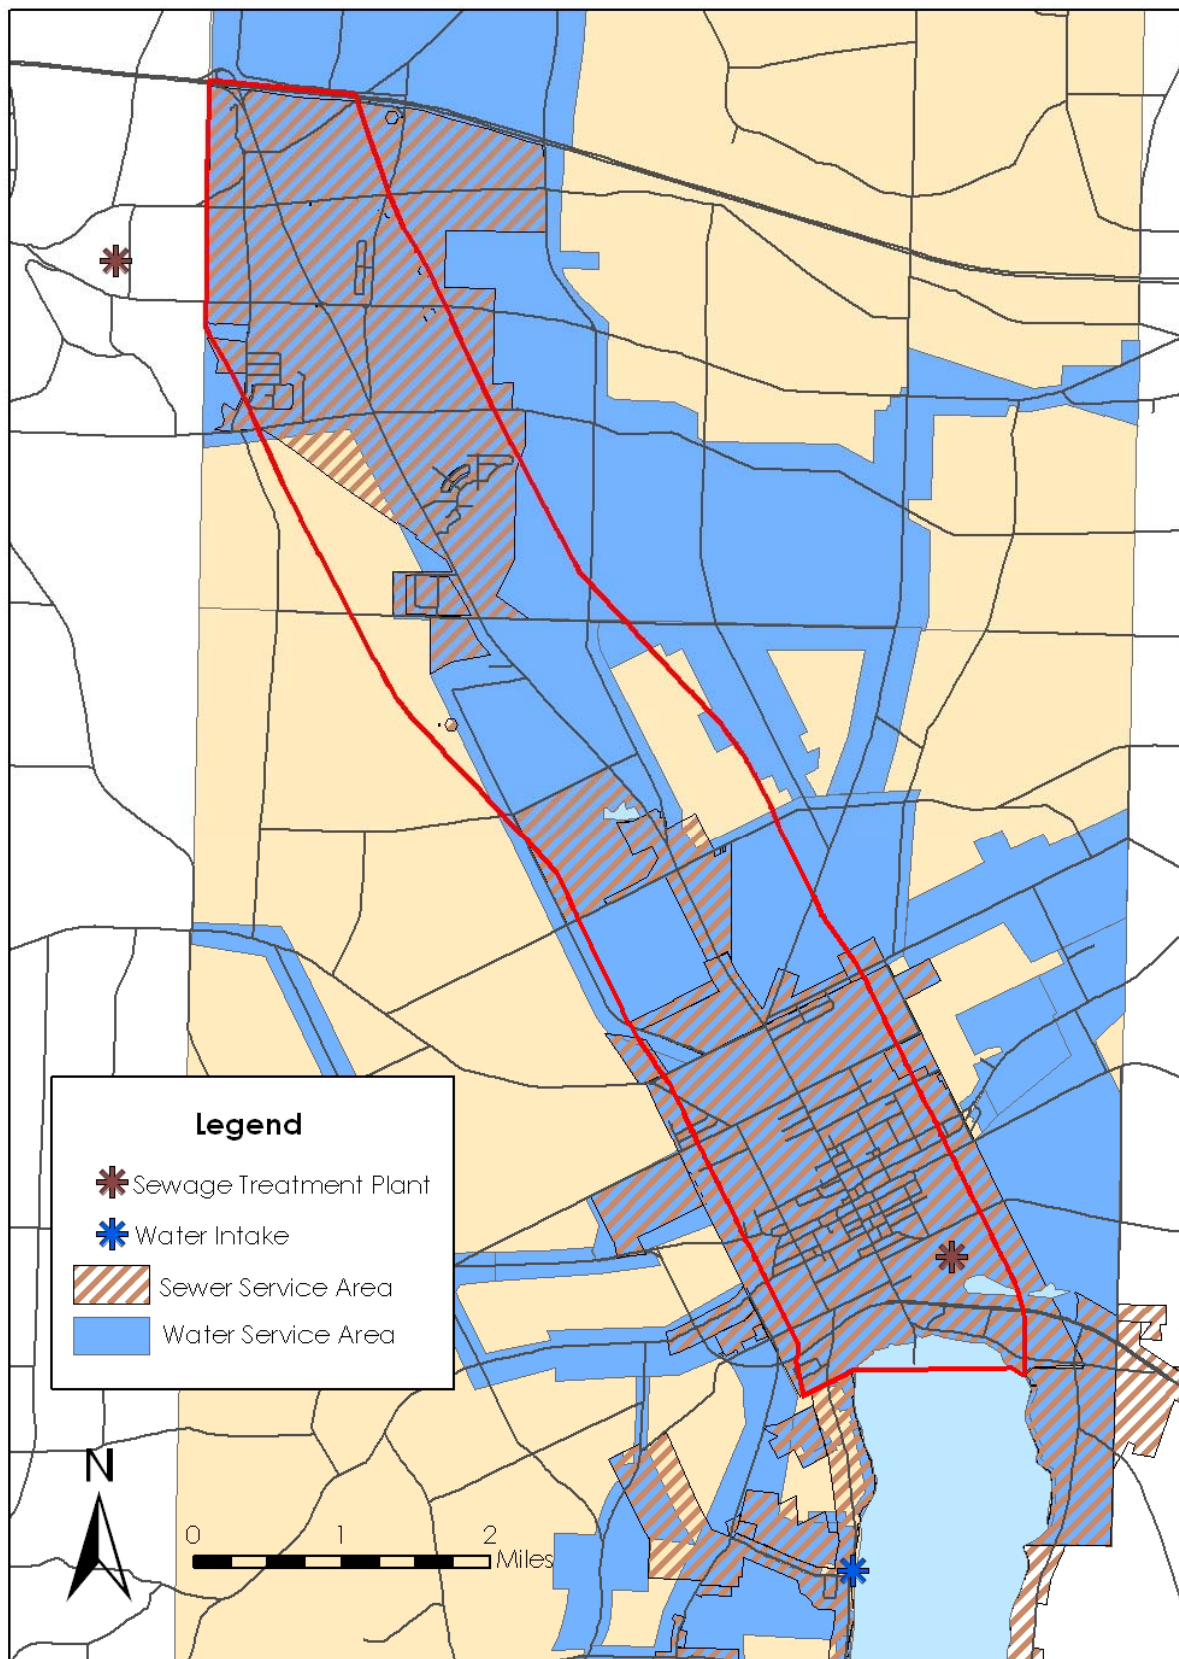 Legend
Sewage Treatment Plant
Water Intake
Sewer Service Area
Water Service Area
N
0 1 2
Miles